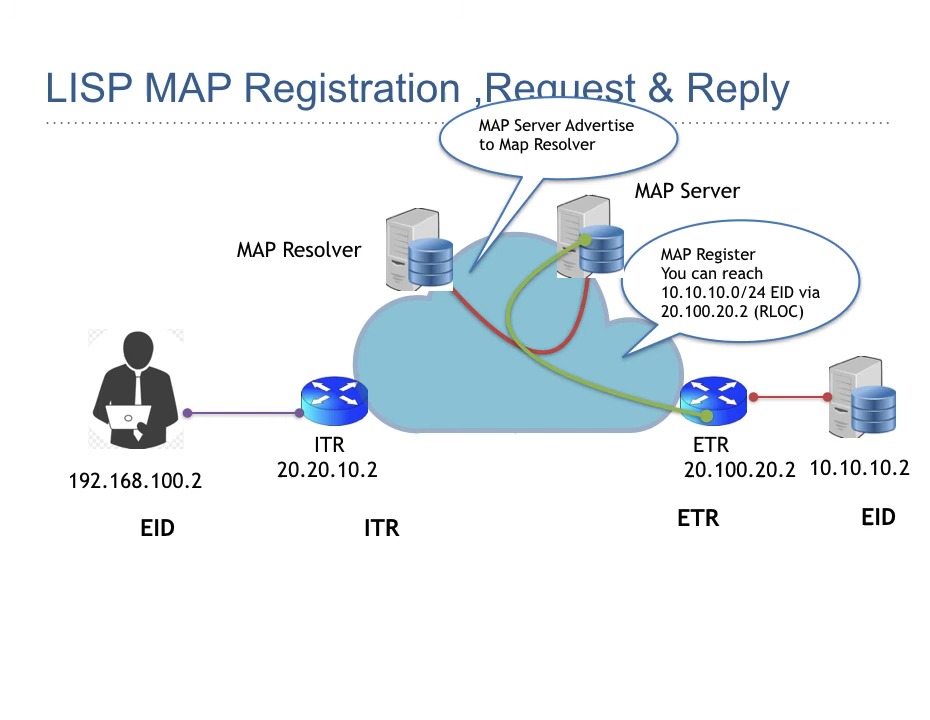 LISP MAP Registration ,Request & Reply
MAP Server Advertise
to Map Resolver
MAP Server
MAP Resolver
MAP Register
You can reach
10.10.10.0/24 EID via
20.100.20.2 (RLOC)
ITR
20.20.10.2
ETR
20.100.20.2
10.10.10.2
192.168.100.2
EID
ITR
ETR
EID